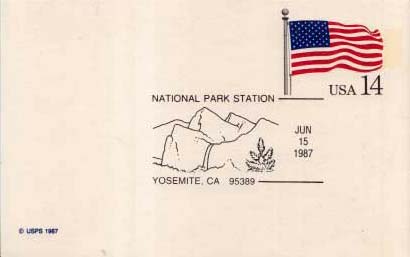 USA 14
NATIONAL PARK STATION
JUN
15
1987
YOSEMITE, CA 95389
© USPS 1987